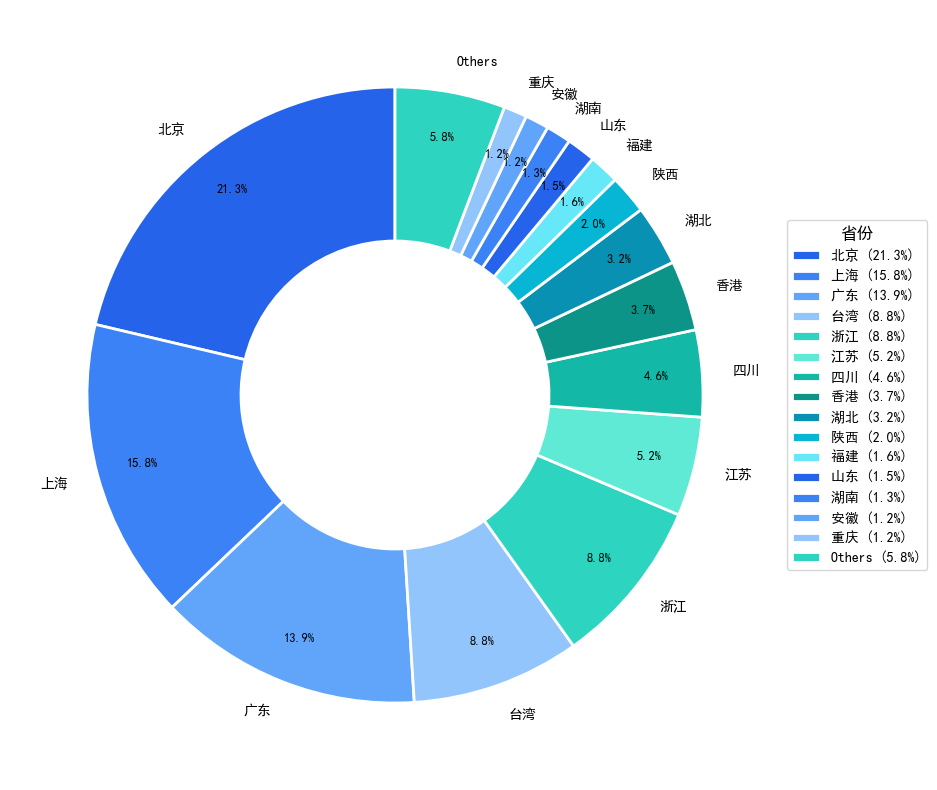 Others
重庆
安徽
湖南
山东
福建
陕西
湖北
香港
四川
江苏
浙江
台湾
广东
上海
北京
5.8%
1.2%
1.2%
1.3%
1.5%
1.6%
2.0%
3.2%
3.7%
4.6%
5.2%
8.8%
8.8%
13.9%
15.8%
21.3%
省份
北京 (21.3%)
上海 (15.8%)
广东 (13.9%)
台湾 (8.8%)
浙江 (8.8%)
江苏 (5.2%)
四川 (4.6%)
香港 (3.7%)
湖北 (3.2%)
陕西 (2.0%)
福建 (1.6%)
山东 (1.5%)
湖南 (1.3%)
安徽 (1.2%)
重庆 (1.2%)
Others (5.8%)